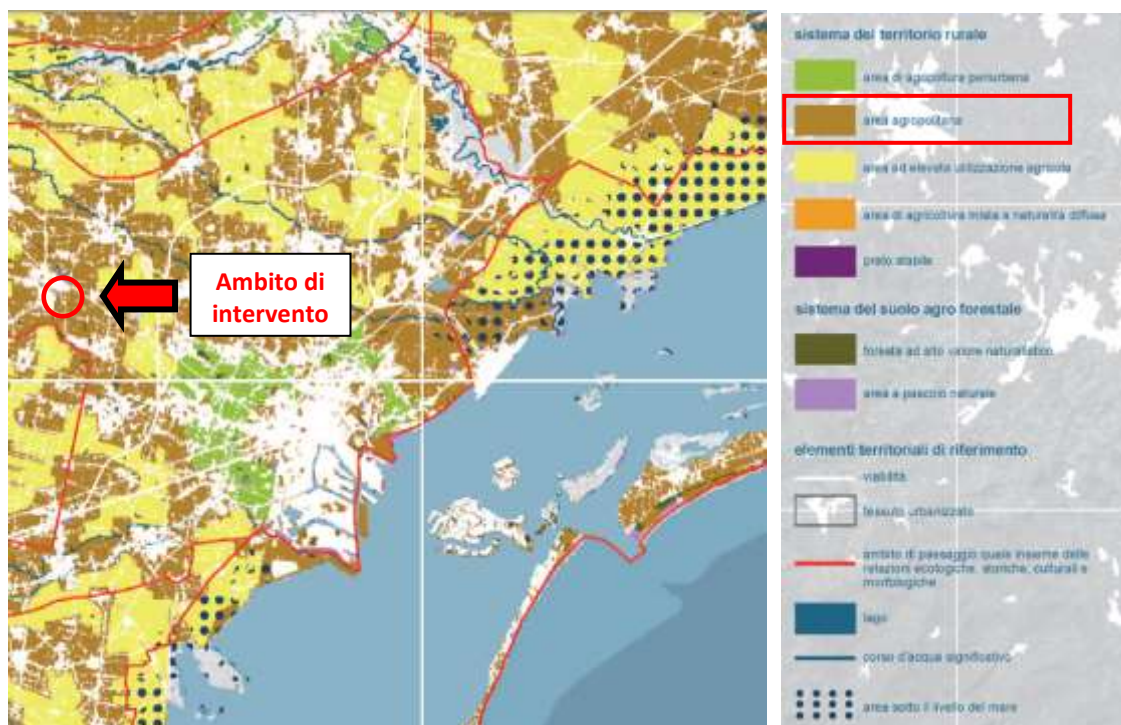 Ambito di
intervento
sistema del territorio rurale
area di agricoltura periurbana
area agropolitana
area ad elevata utilizzazione agricola
area di agricoltura mista a naturalità diffusa
prato stabile
sistema del suolo agro forestale
foresta ad alto valore naturalistico
area a pascolo naturale
elementi territoriali di riferimento
viabilità
tessuto urbanizzato
ambito di paesaggio quale insieme delle
relazioni ecologiche, storiche, culturali e
morfologiche
lago
corso d'acqua significativo
area sotto il livello del mare